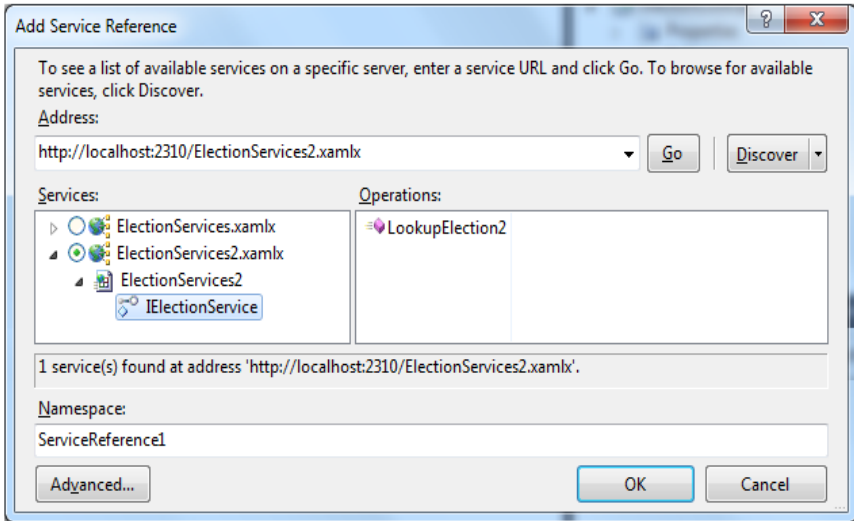 Add Service Reference
?
X
Properties
To see a list of available services on a specific server, enter a service URL and click Go. To browse for available
services, click Discover.
Address:
http://localhost:2310/ElectionServices2.xamlx
Go
Discover
Services:
Operations:
ElectionServices.xamlx
LookupElection2
ElectionServices2.xamlx
ElectionServices2
IElectionService
1 service(s) found at address 'http://localhost:2310/ElectionServices2.xamlx'.
Namespace:
ServiceReference1
Advanced...
OK
Cancel